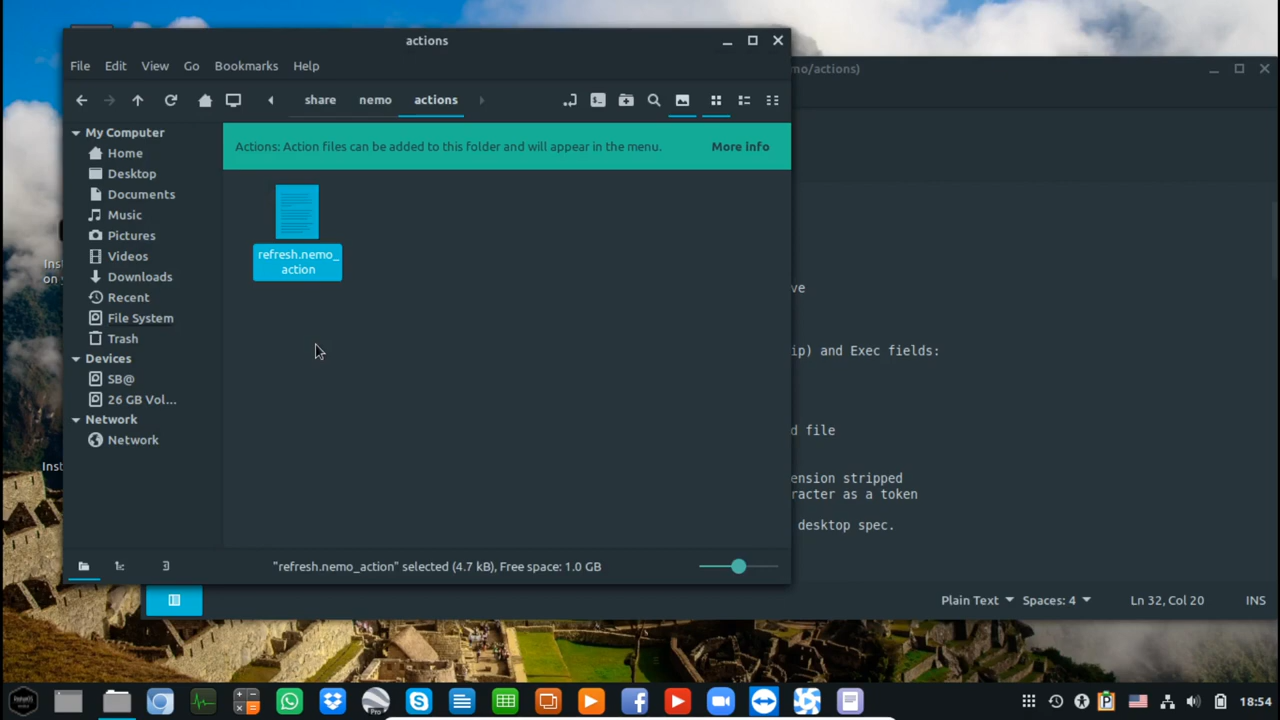 actions
File Edit View Go Bookmarks Help
share nemo actions
My Computer
Home
Desktop
Documents
Music
Pictures
Videos
Downloads
Recent
File System
Trash
Devices
SB@
26 GB Vol...
Network
Network
Actions: Action files can be added to this folder and will appear in the menu. More info
refresh.nemo_
action
"refresh.nemo_action" selected (4.7 kB), Free space: 1.0 GB
mo/actions)
ve
ip) and Exec fields:
d file
ension stripped
racter as a token
desktop spec.
Plain Text Spaces: 4 Ln 32, Col 20 INS
Ins
on
Inst
Pro
18:54